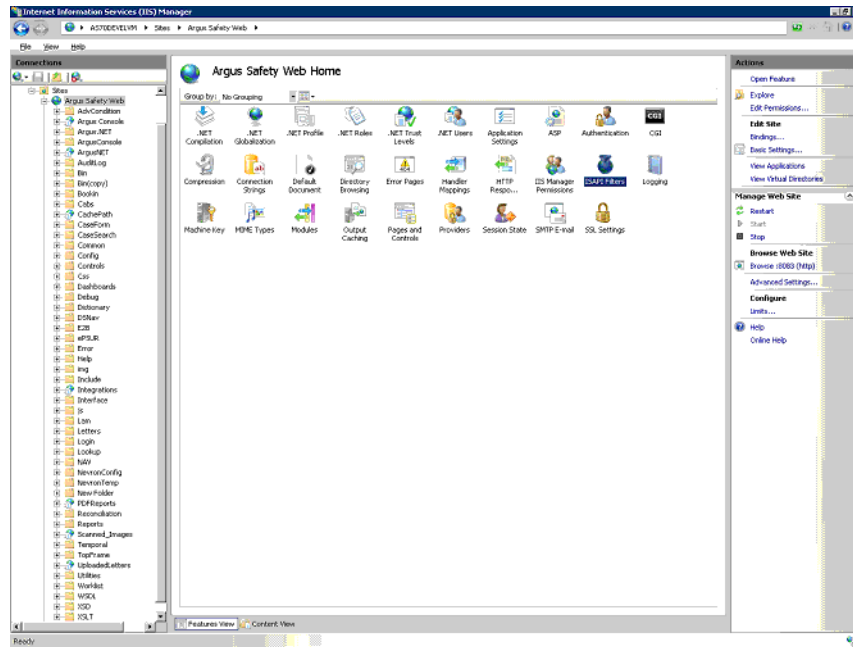 Internet Information Services (IIS) Manager
AS70DEVELVM Sites Argus Safety Web
File View Help
Connections
Sites
Argus Safety Web
AdvCondition
Argus Console
Argus.NET
ArgusConsole
ArgusNET
AuditLog
Bin
Bin(copy)
Bookin
Cabs
CachePath
CaseForm
CaseSearch
Common
Config
Controls
Css
Dashboards
Debug
Dictionary
DSNav
E2B
ePSUR
Error
Help
img
Include
Integrations
Interface
js
Lam
Letters
Login
Lookup
NAV
NevronConfig
NevronTemp
New Folder
PDFReports
Reconciliation
Reports
Scanned_Images
Temporal
TopFrame
UploadedLetters
Utilities
Worklist
WSDL
XSD
XSLT
Argus Safety Web Home
Group by: No Grouping
.NET Compilation
.NET Globalization
.NET Profile
.NET Roles
.NET Trust Levels
.NET Users
Application Settings
ASP
Authentication
CGI
CGI
Compression
Connection Strings
Default Document
Directory Browsing
Error Pages
Handler Mappings
HTTP Respo...
IIS Manager Permissions
ISAPI Filters
Logging
Machine Key
MIME Types
Modules
Output Caching
Pages and Controls
Providers
Session State
SMTP E-mail
SSL Settings
Features View Content View
Actions
Open Feature
Explore
Edit Permissions...
Edit Site
Bindings...
Basic Settings...
View Applications
View Virtual Directories
Manage Web Site
Restart
Start
Stop
Browse Web Site
Browse :8083 (http)
Advanced Settings...
Configure
Limits...
Help
Online Help
Ready